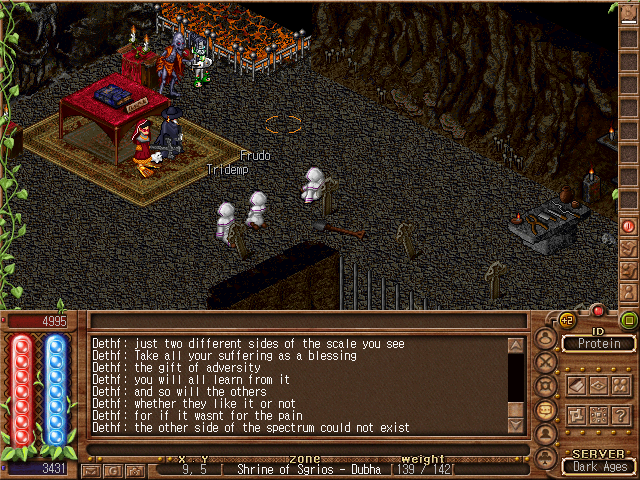 Frudo
Tridemp
4995
Dethf: just two different sides of the scale you see
Dethf: Take all your suffering as a blessing
Dethf: the gift of adversity
Dethf: you will all learn from it
Dethf: and so will the others
Dethf: whether they like it or not
Dethf: for if it wasnt for the pain
Dethf: the other side of the spectrum could not exist
+2
ID
Protein
?
x y zone weight
3431
9, 5 [ Shrine of Sgrios - Dubha [139 / 142[
SERVER
Dark Ages